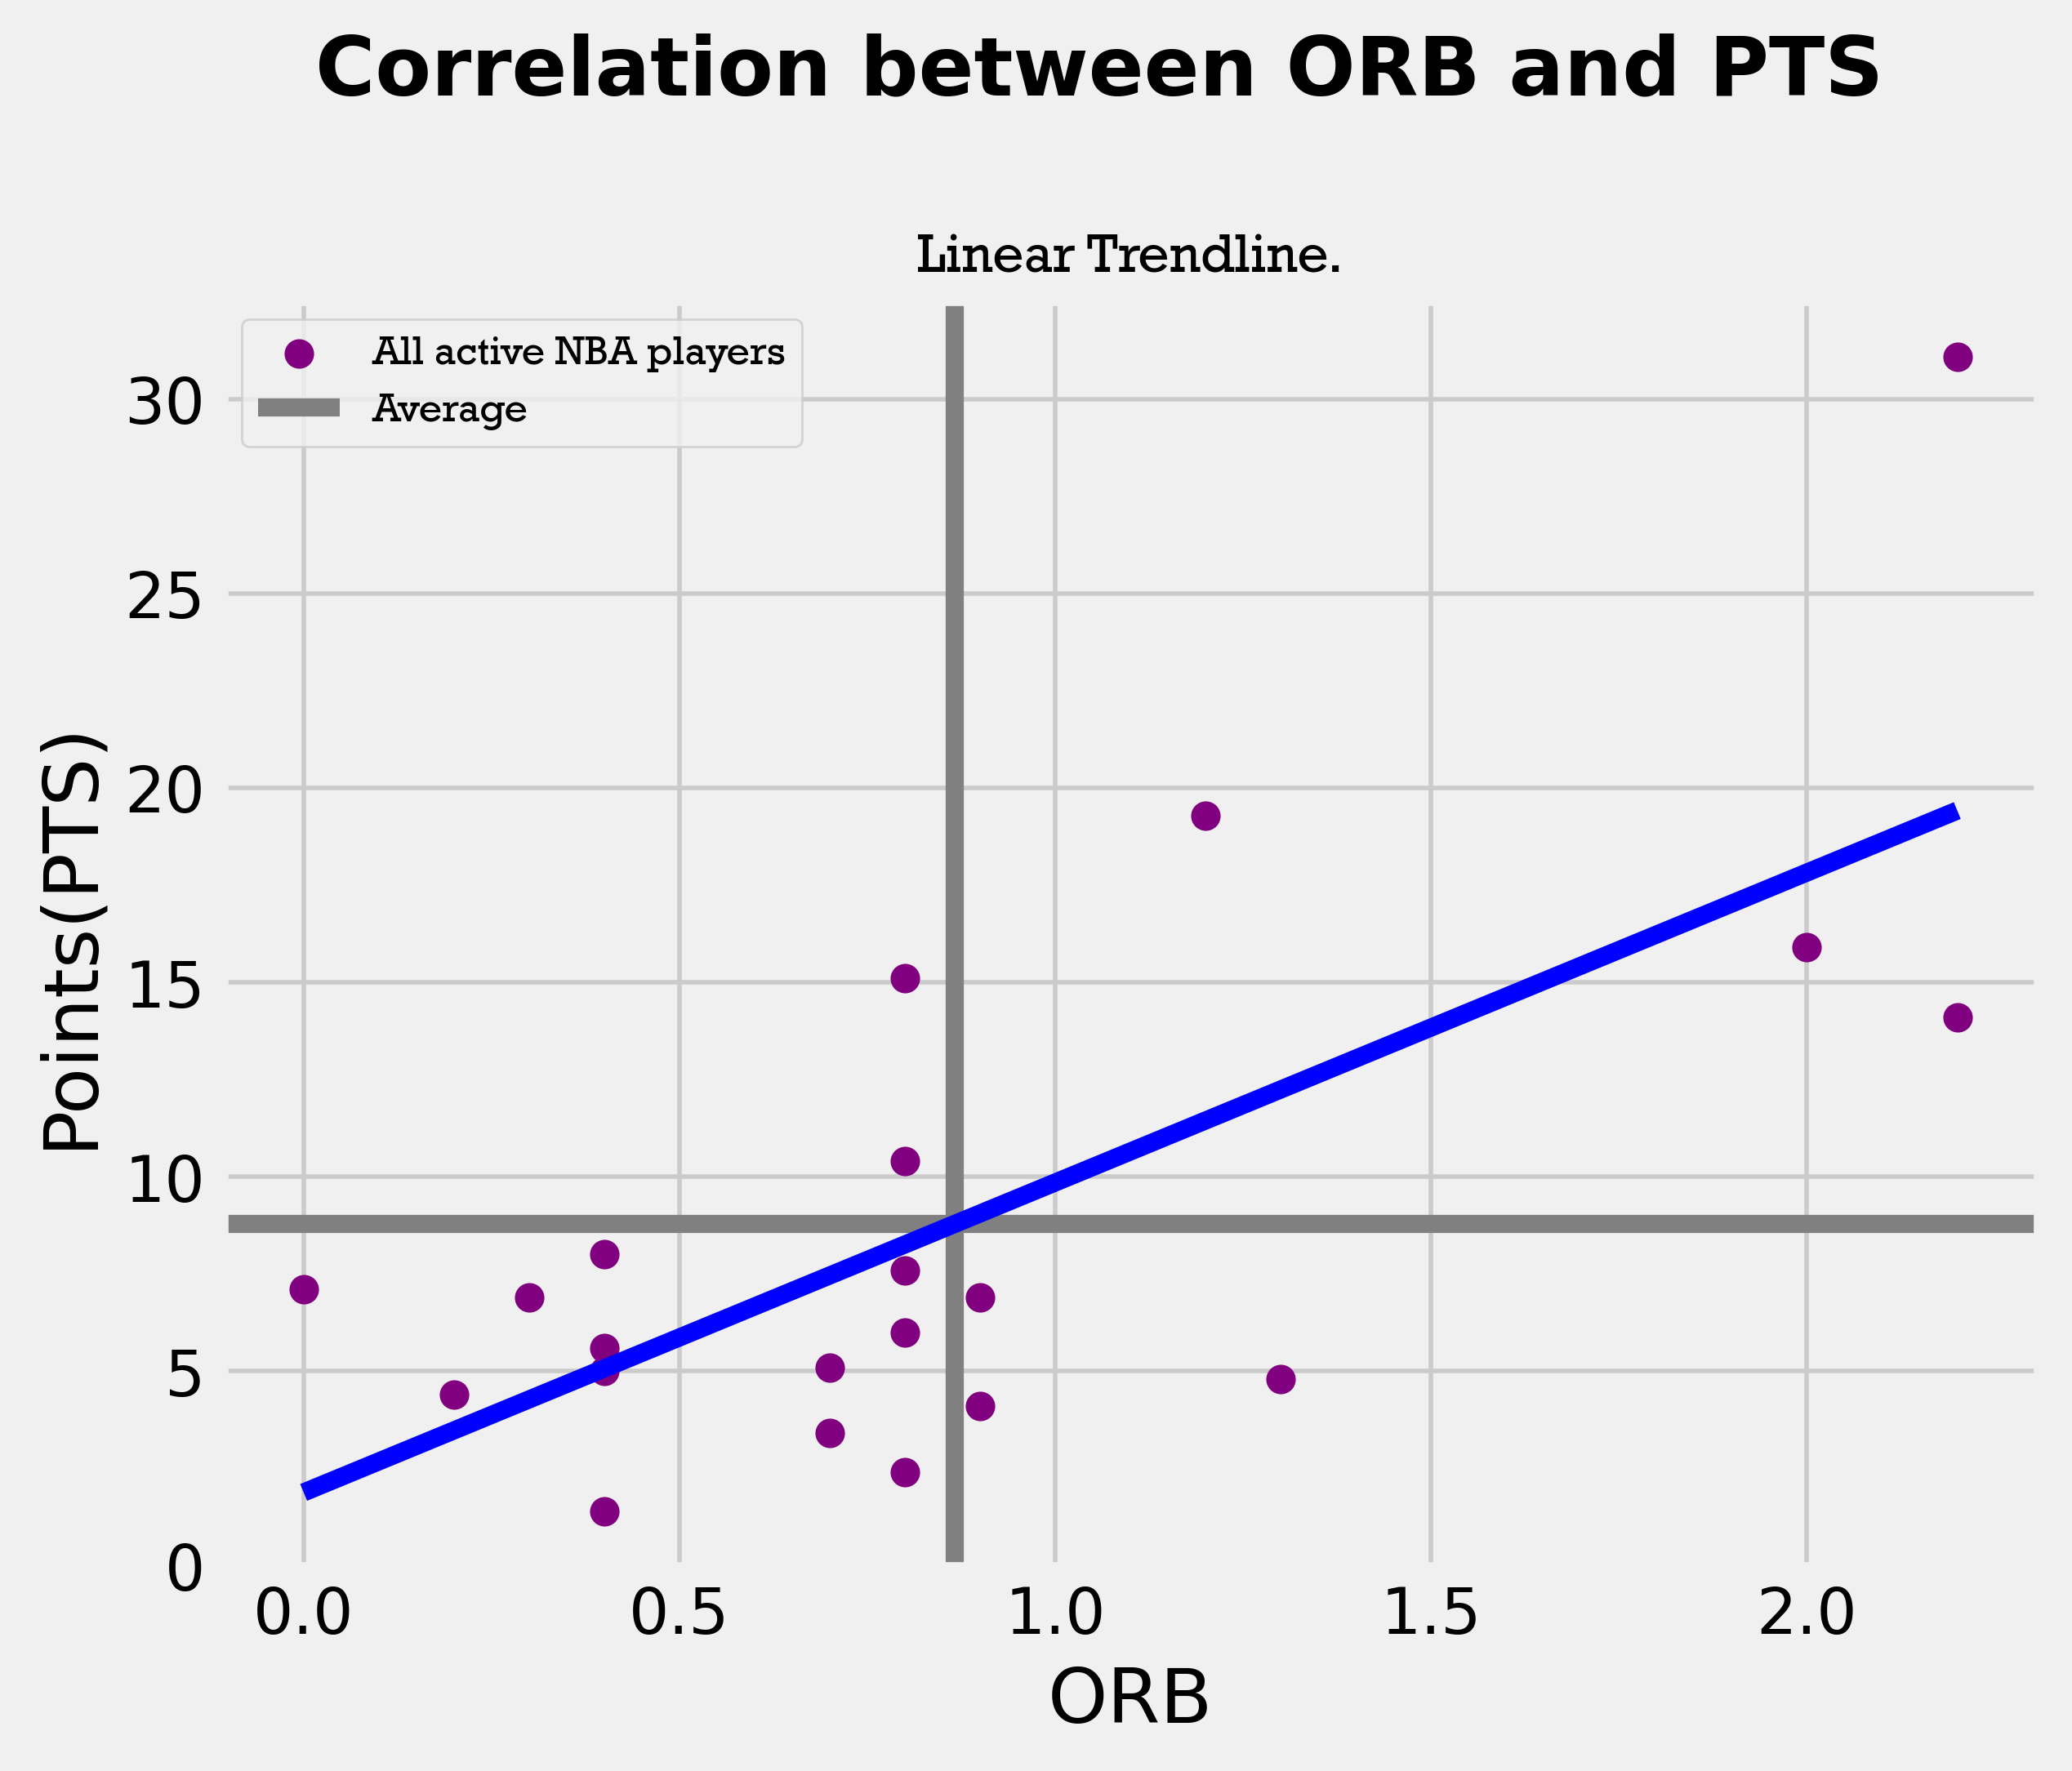 Correlation between ORB and PTS
Linear Trendline.
All active NBA players
Average
30
25
20
15
10
5
0
Points(PTS)
0.0 0.5 1.0 1.5 2.0
ORB